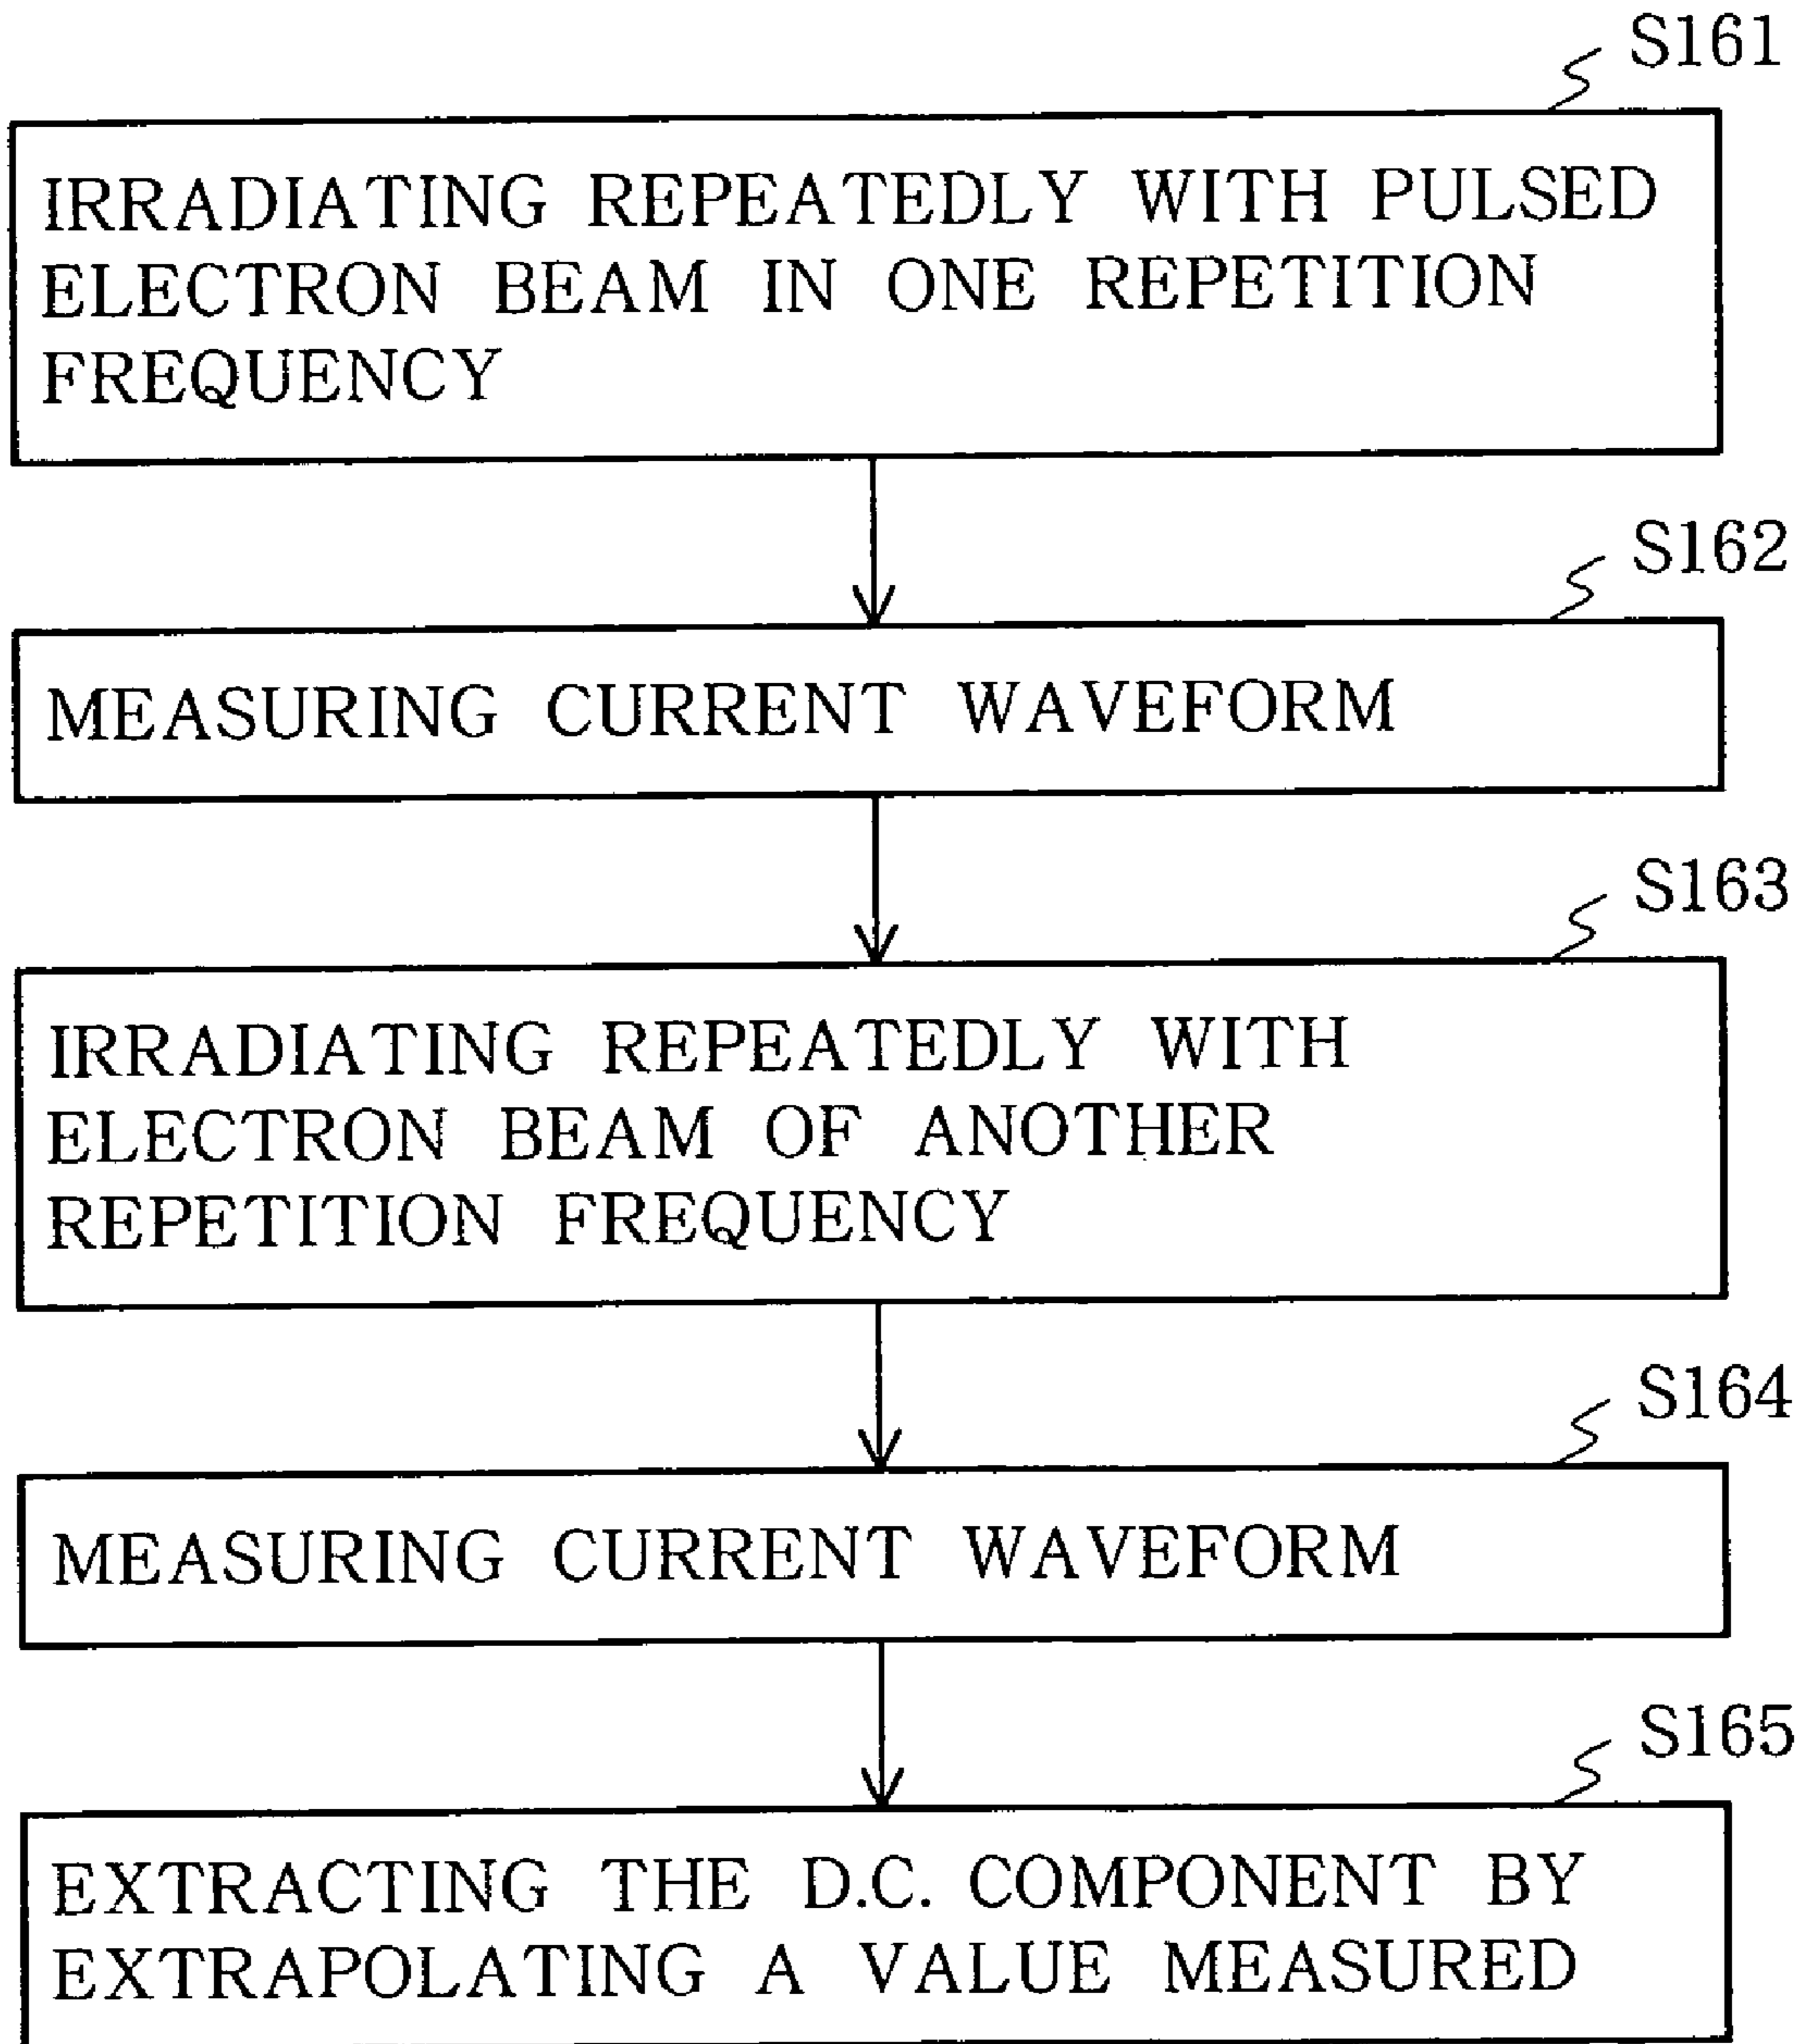 S161
IRRADIATING REPEATEDLY WITH PULSED
ELECTRON BEAM IN ONE REPETITION
FREQUENCY
S162
MEASURING CURRENT WAVEFORM
S163
IRRADIATING REPEATEDLY WITH
ELECTRON BEAM OF ANOTHER
REPETITION FREQUENCY
S164
MEASURING CURRENT WAVEFORM
S165
EXTRACTING THE D.C. COMPONENT BY
EXTRAPOLATING A VALUE MEASURED